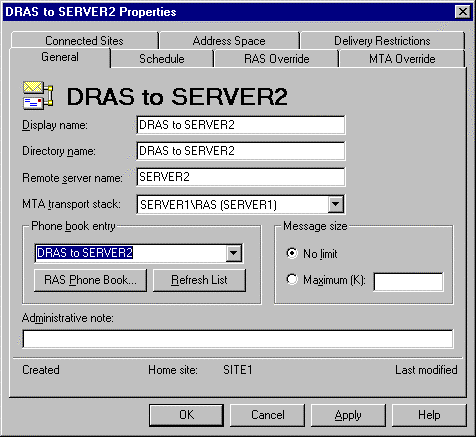 DRAS to SERVER2 Properties
Connected Sites Address Space Delivery Restrictions
General Schedule RAS Override MTA Override
DRAS to SERVER2
Display name: DRAS to SERVER2
Directory name: DRAS to SERVER2
Remote server name: SERVER2
MTA transport stack: SERVER1\RAS (SERVER1)
Phone book entry Message size
DRAS to SERVER2 No limit
RAS Phone Book... Refresh List Maximum (K):
Administrative note:
Created Home site: SITE1 Last modified
OK Cancel Apply Help